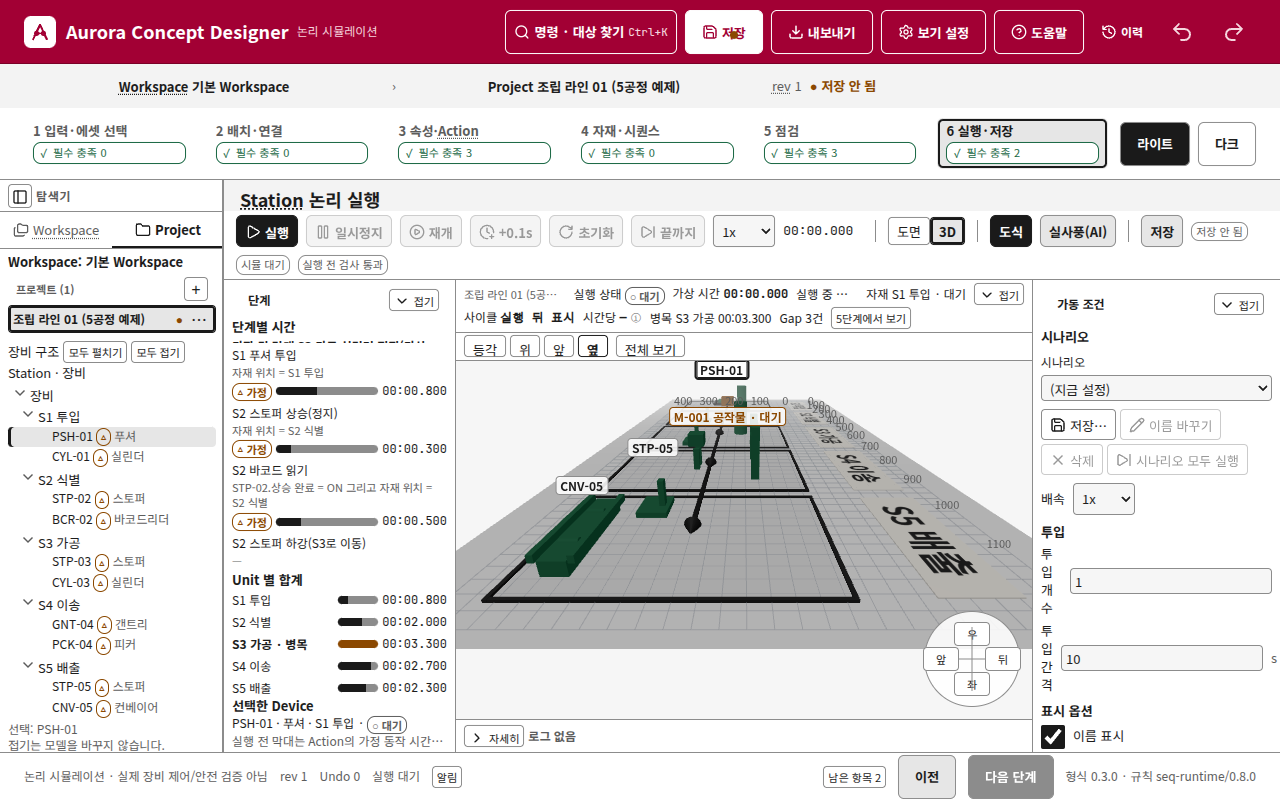 Aurora Concept Designer 논리 시뮬레이션
명령 · 대상 찾기 Ctrl+K
내보내기
보기 설정
도움말
이력
Workspace 기본 Workspace › Project 조립 라인 01 (5공정 예제) rev 1 ● 저장 안 됨
1 입력·에셋 선택
✓ 필수 충족 0
2 배치·연결
✓ 필수 충족 0
3 속성·Action
✓ 필수 충족 3
4 자재·시퀀스
✓ 필수 충족 0
5 점검
✓ 필수 충족 3
6 실행·저장
✓ 필수 충족 2
라이트
다크
탐색기
Workspace Project
Workspace: 기본 Workspace
프로젝트 (1) +
조립 라인 01 (5공정 예제) ● ···
장비 구조 모두 펼치기 모두 접기
Station · 장비
장비
S1 투입
PSH-01 푸셔
CYL-01 실린더
S2 식별
STP-02 스토퍼
BCR-02 바코드리더
S3 가공
STP-03 스토퍼
CYL-03 실린더
S4 이송
GNT-04 갠트리
PCK-04 피커
S5 배출
STP-05 스토퍼
CNV-05 컨베이어
선택: PSH-01
접기는 모델을 바꾸지 않습니다.
Station 논리 실행
실행 일시정지 재개 +0.1s 초기화 끝까지 1x 00:00.000 도면 3D 도식 실사풍(AI) 저장 저장 안 됨
시뮬 대기 실행 전 검사 통과
단계 접기
단계별 시간
S1 푸셔 투입
자재 위치 = S1 투입
가정 00:00.800
S2 스토퍼 상승(정지)
자재 위치 = S2 식별
가정 00:00.300
S2 바코드 읽기
STP-02.상승 완료 = ON 그리고 자재 위치 =
S2 식별
가정 00:00.500
S2 스토퍼 하강(S3로 이동)
—
Unit 별 합계
S1 투입 00:00.800
S2 식별 00:02.000
S3 가공 · 병목 00:03.300
S4 이송 00:02.700
S5 배출 00:02.300
선택한 Device
PSH-01 · 푸셔 · S1 투입 · ○ 대기
실행 전 막대는 Action의 가정 동작 시간···
조립 라인 01 (5공··· 실행 상태 ○ 대기 가상 시간 00:00.000 실행 중 ··· 자재 S1 투입 · 대기 접기
사이클 실행 뒤 표시 시간당 – ⓘ 병목 S3 가공 00:03.300 Gap 3건 5단계에서 보기
등각 위 앞 옆 전체 보기
PSH-01
400 300 100 0 0
M-001 공작물 · 대기
STP-05
CNV-05
500
600
700
800
900
1000
1100
S4 이송
S5 배출
우
앞 뒤
좌
자세히 로그 없음
가동 조건 접기
시나리오
시나리오
(지금 설정)
저장··· 이름 바꾸기
삭제 시나리오 모두 실행
배속 1x
투입
투입 개수 1
투입 간격 10 s
표시 옵션
이름 표시
논리 시뮬레이션 · 실제 장비 제어/안전 검증 아님 rev 1 Undo 0 실행 대기 알림 남은 항목 2 이전 다음 단계 형식 0.3.0 · 규칙 seq-runtime/0.8.0